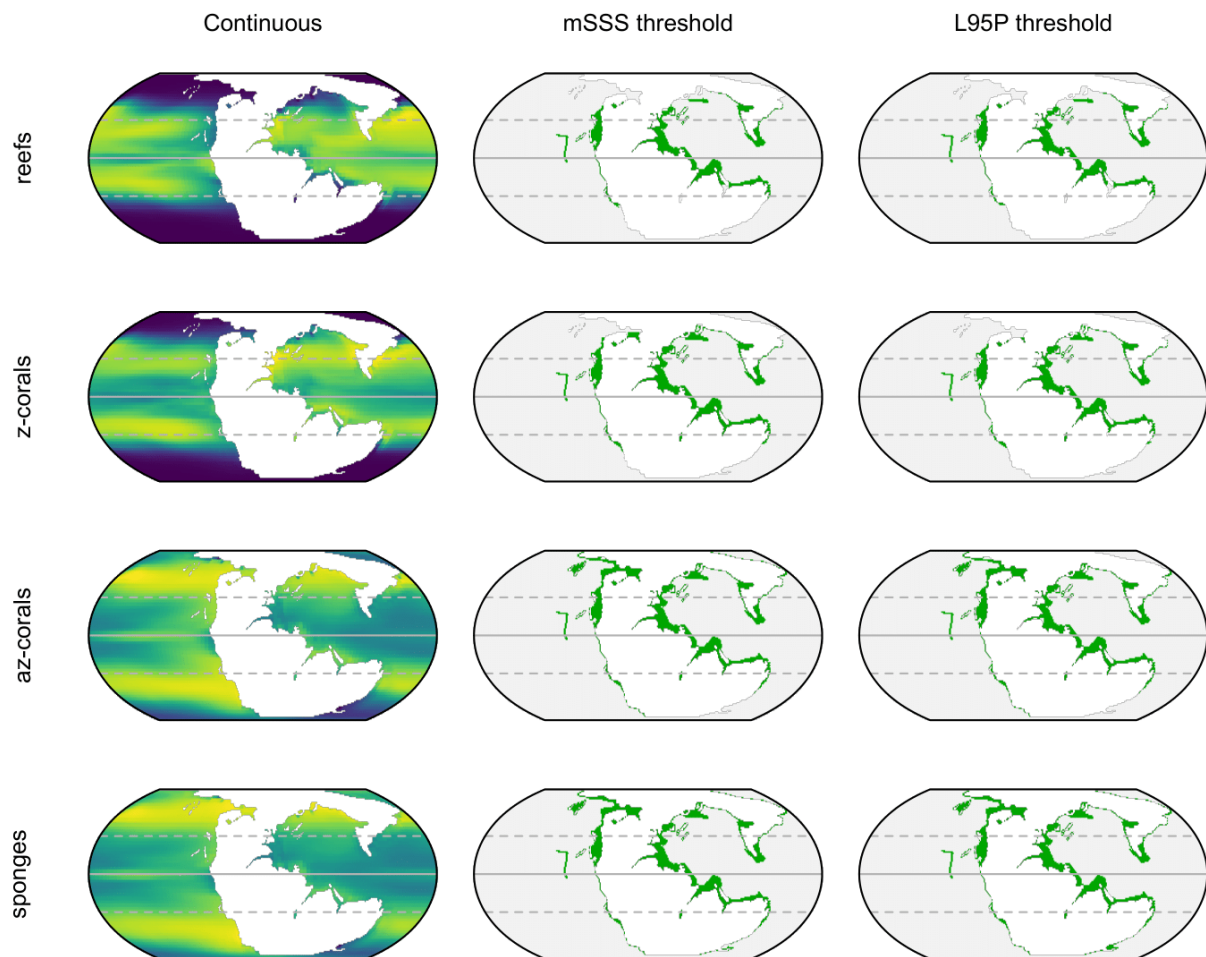 Continuous
mSSS threshold
L95P threshold
reefs
z-corals
az-corals
sponges